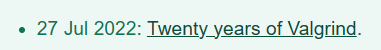 • 27 Jul 2022: Twenty years of Valgrind.